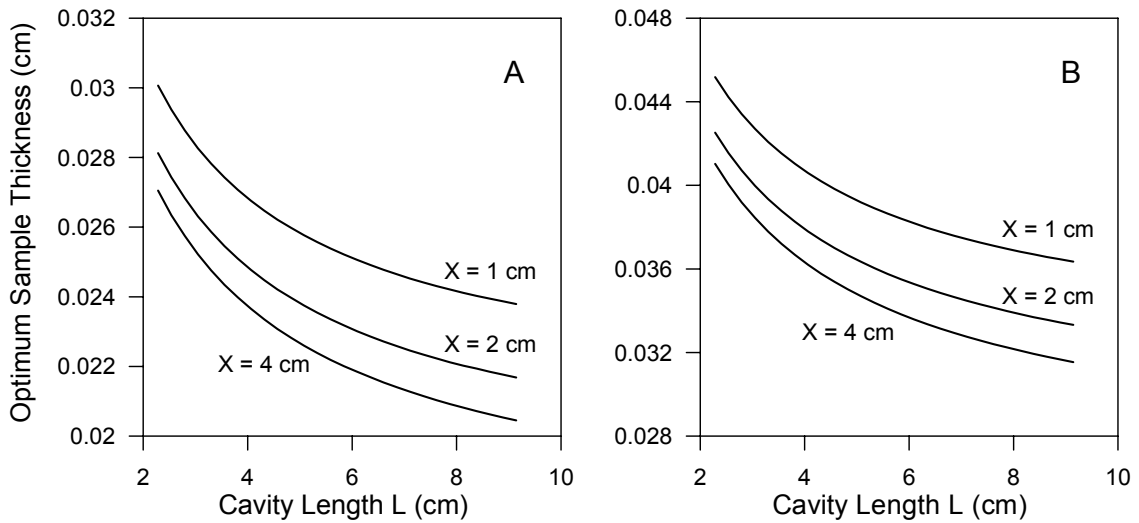 Optimum Sample Thickness (cm)
0.032
0.03
0.028
0.026
0.024
0.022
0.02
A
X = 1 cm
X = 2 cm
X = 4 cm
2 4 6 8 10
Cavity Length L (cm)
0.048
0.044
0.04
0.036
0.032
0.028
B
X = 1 cm
X = 2 cm
X = 4 cm
2 4 6 8 10
Cavity Length L (cm)